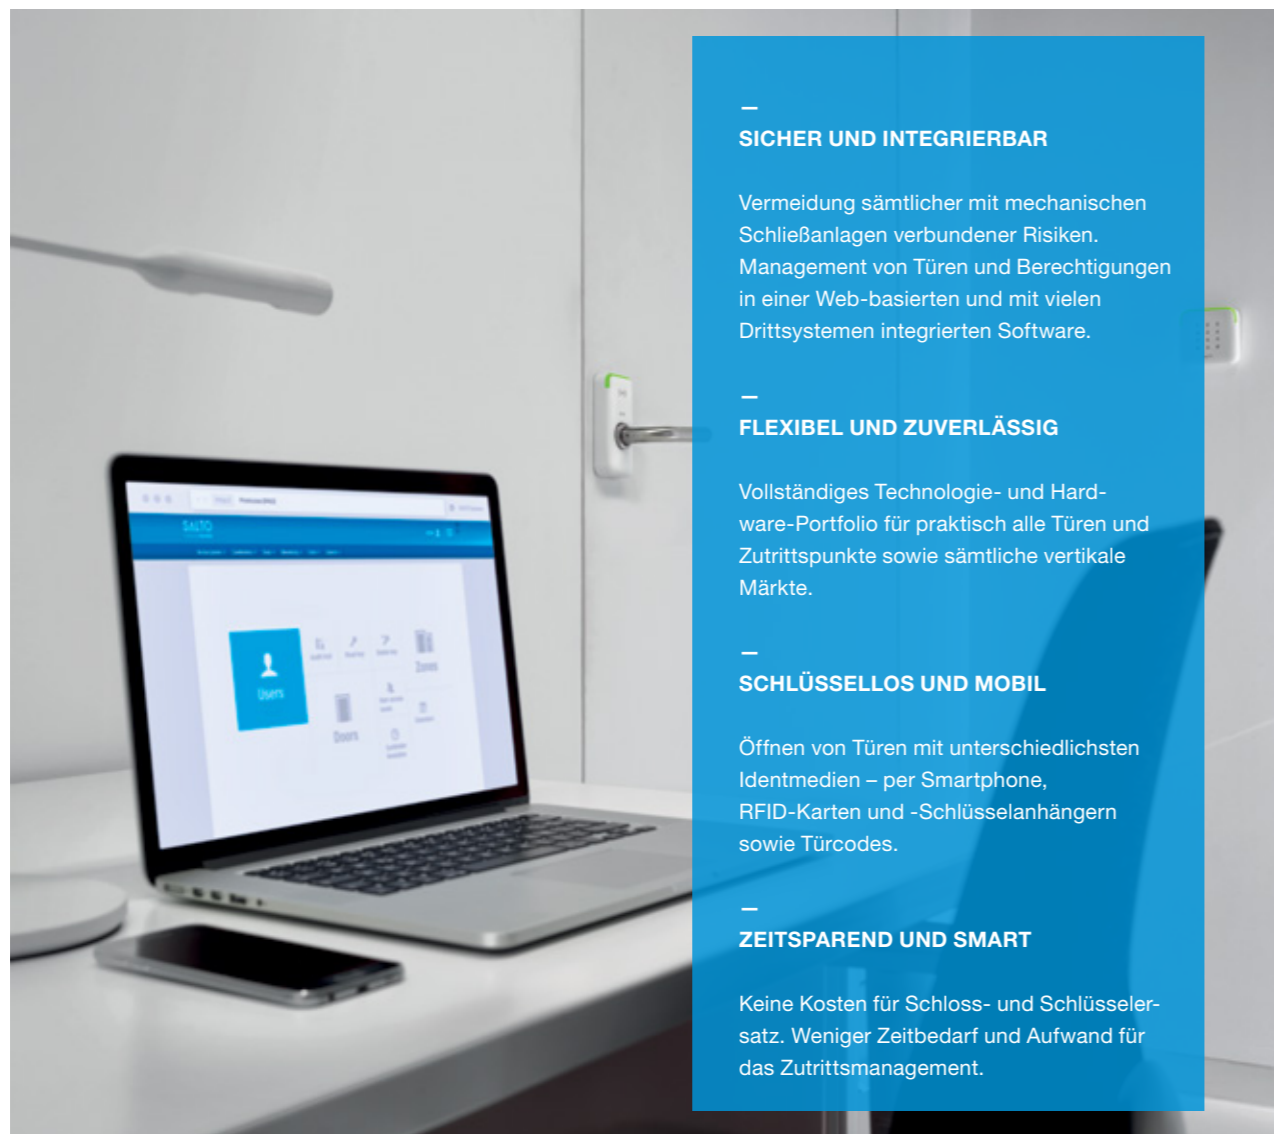 SALTO
Users
Doors
Zones
—
SICHER UND INTEGRIERBAR
Vermeidung sämtlicher mit mechanischen
Schließanlagen verbundener Risiken.
Management von Türen und Berechtigungen
in einer Web-basierten und mit vielen
Drittsystemen integrierten Software.
—
FLEXIBEL UND ZUVERLÄSSIG
Vollständiges Technologie- und Hard-
ware-Portfolio für praktisch alle Türen und
Zutrittspunkte sowie sämtliche vertikale
Märkte.
—
SCHLÜSSELLOS UND MOBIL
Öffnen von Türen mit unterschiedlichsten
Identmedien – per Smartphone,
RFID-Karten und -Schlüsselanhängern
sowie Türcodes.
—
ZEITSPAREND UND SMART
Keine Kosten für Schloss- und Schlüsseler-
satz. Weniger Zeitbedarf und Aufwand für
das Zutrittsmanagement.